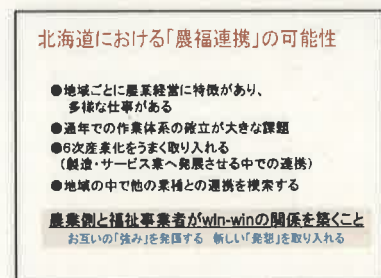 北海道における「農福連携」の可能性
●地域ごとに農業経営に特徴があり、
多様な仕事がある
●通年での作業体系の確立が大きな課題
●6次産業化をうまく取り入れる
（製造・サービス業へ発展させる中での連携）
●地域の中で他の業種との連携を模索する
農業側と福祉事業者がwin-winの関係を築くこと
お互いの「強み」を発揮する 新しい「発想」を取り入れる